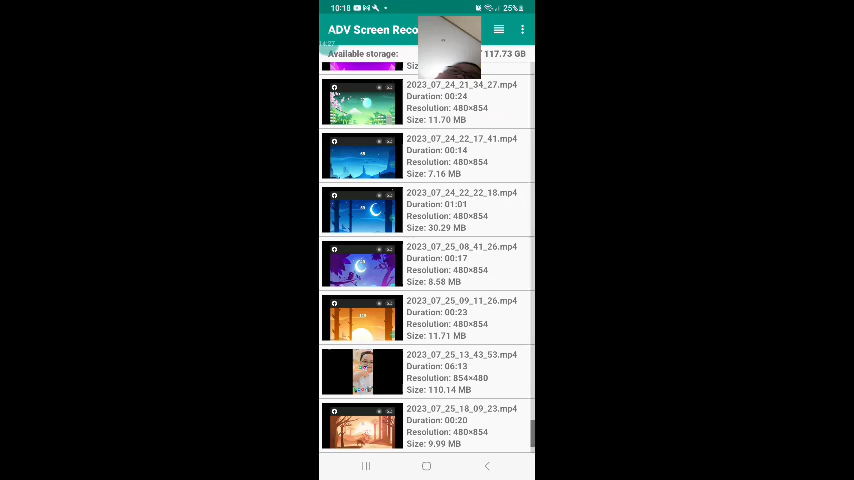 10:18
25%
ADV Screen Reco
14:27
Available storage:
117.73 GB
Siz
2023_07_24_21_34_27.mp4
Duration: 00:24
Resolution: 480×854
Size: 11.70 MB
2023_07_24_22_17_41.mp4
Duration: 00:14
Resolution: 480×854
Size: 7.16 MB
2023_07_24_22_22_18.mp4
Duration: 01:01
Resolution: 480×854
Size: 30.29 MB
2023_07_25_08_41_26.mp4
Duration: 00:17
Resolution: 480×854
Size: 8.58 MB
2023_07_25_09_11_26.mp4
Duration: 00:23
Resolution: 480×854
Size: 11.71 MB
2023_07_25_13_43_53.mp4
Duration: 06:13
Resolution: 854×480
Size: 110.14 MB
2023_07_25_18_09_23.mp4
Duration: 00:20
Resolution: 480×854
Size: 9.99 MB